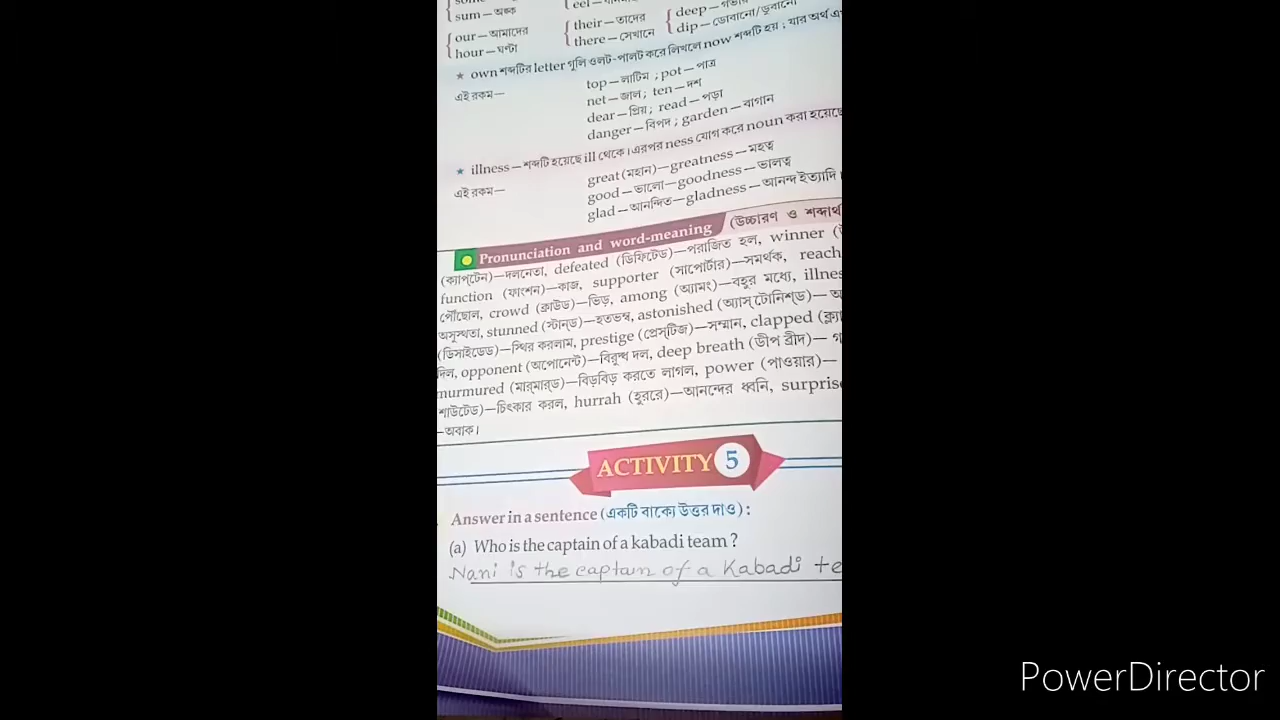 sum—অঙ্ক
our—আমাদের
hour—ঘণ্টা
their—তাদের
there—সেখানে
deep—গভীর
dip—ডোবানো/ডুবানো
★ own শব্দটির letter গুলি ওলট-পালট করে লিখলে now শব্দটি হয় ; যার অর্থ
এই রকম—
top—লাটিম ; pot—পাত্র
net—জাল; ten—দশ
dear—প্রিয়; read—পড়া
danger—বিপদ ; garden—বাগান
★ illness—শব্দটি হয়েছে ill থেকে। এরপর ness যোগ করে noun করা হয়েছে
এই রকম—
great (মহান)—greatness—মহত্ব
good—ভালো—goodness—ভালত্ব
glad—আনন্দিত—gladness—আনন্দ ইত্যাদি।
Pronunciation and word-meaning (উচ্চারণ ও শব্দার্থ
(ক্যাপ্‌টেন)—দলনেতা, defeated (ডিফিটেড)—পরাজিত হল, winner
function (ফাংশন)—কাজ, supporter (সাপোর্টার)—সমর্থক, reach
পৌঁছোল, crowd (ক্রাউড)—ভিড়, among (অ্যামং)—বহুর মধ্যে, illnes
অসুস্থতা, stunned (স্টান্‌ড)—হতভম্ব, astonished (অ্যাস্‌টোনিশ্‌ড)—
(ডিসাইডেড)—স্থির করলাম, prestige (প্রেস্‌টিজ)—সম্মান, clapped
দিল, opponent (অপোনেন্ট)—বিরুদ্ধ দল, deep breath (ডীপ ব্রীদ)—
murmured (মার্‌মার্‌ড)—বিড়বিড় করতে লাগল, power (পাওয়ার)—
শাউটেড)—চিৎকার করল, hurrah (হুররে)—আনন্দের ধ্বনি, surpris
—অবাক।
ACTIVITY 5
Answer in a sentence (একটি বাক্যে উত্তর দাও) :
(a) Who is the captain of a kabadi team ?
Nani is the captain of a Kabadi te
PowerDirector